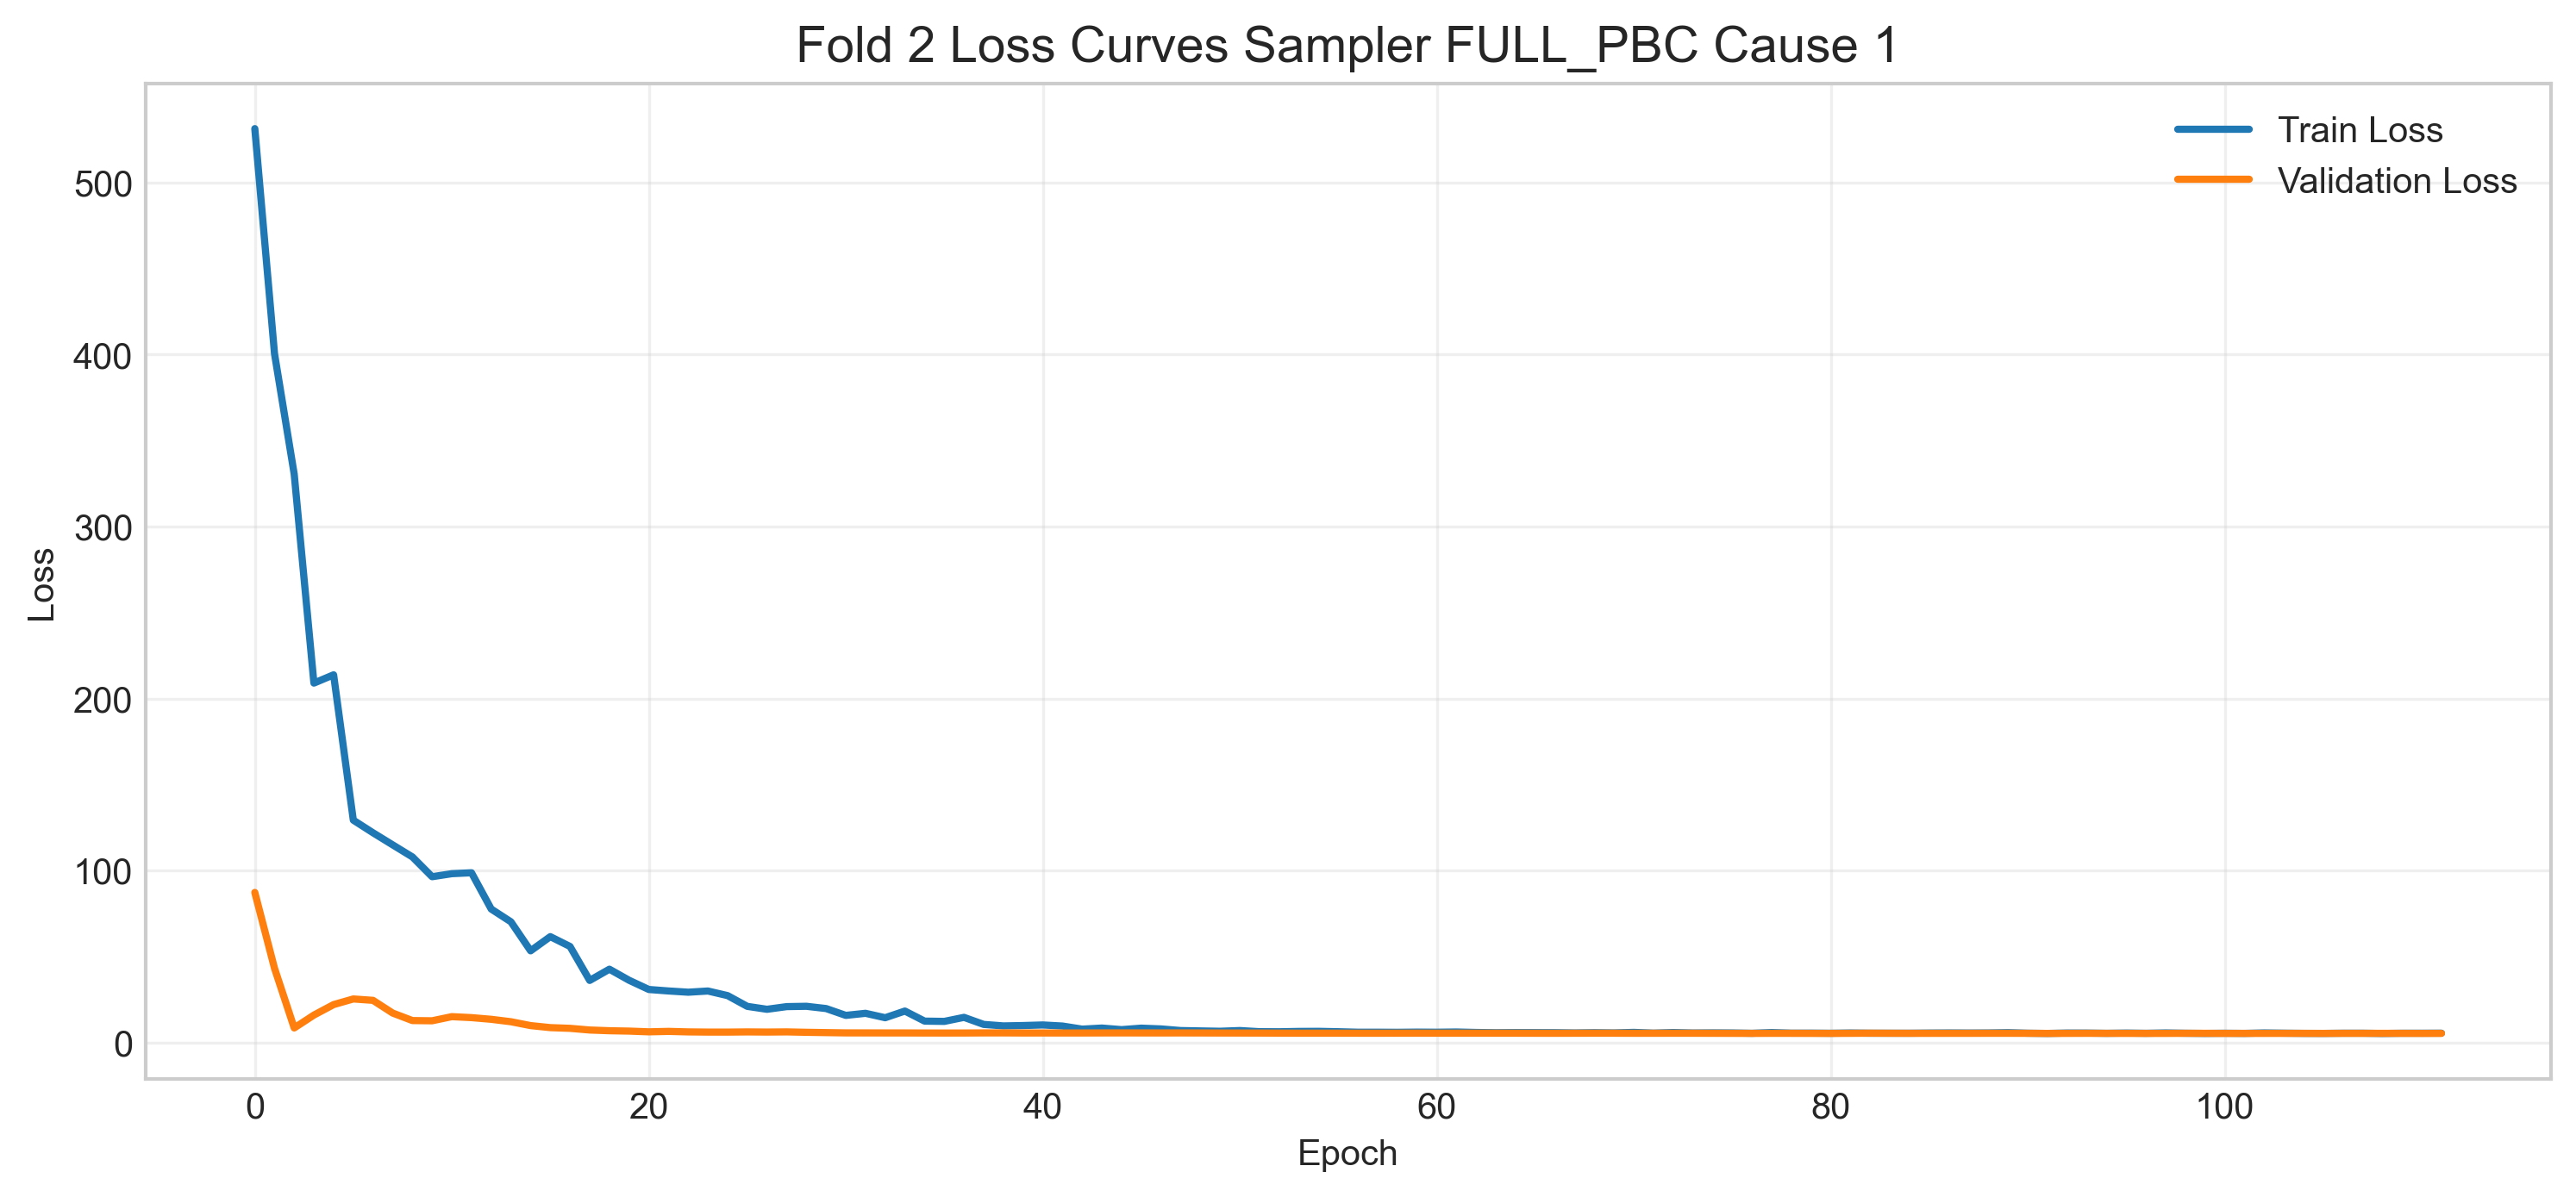 Fold 2 Loss Curves Sampler FULL_PBC Cause 1
Train Loss
Validation Loss
500
400
300
200
100
0
Loss
0 20 40 60 80 100
Epoch